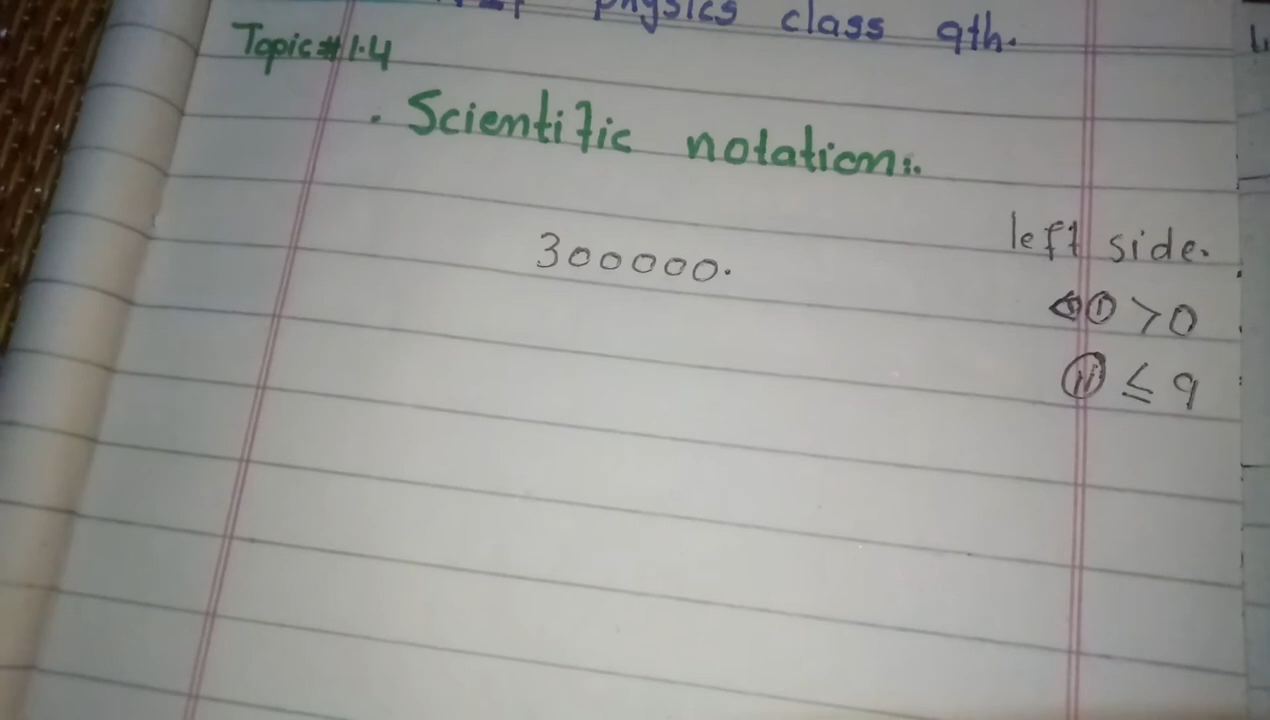 physics class 9th.
Topic#1.4
. Scientific notation:.
300000.
left side.
(i) >0
(ii) ≤ 9